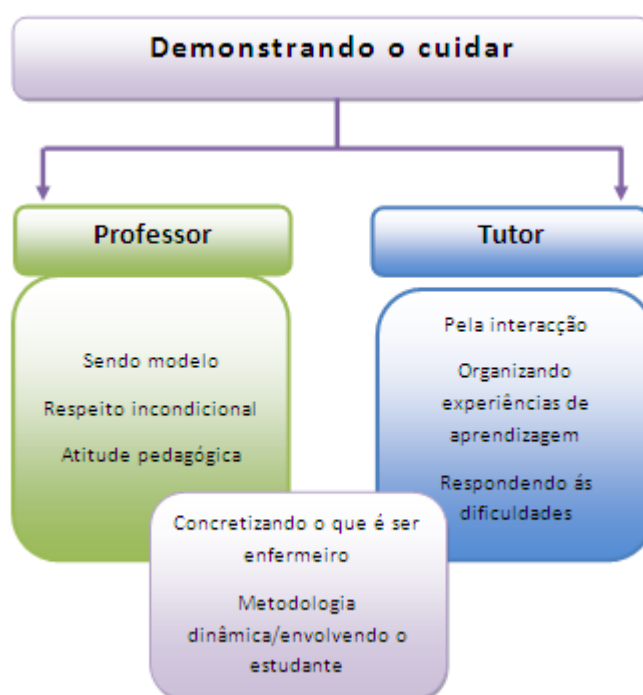 Demonstrando o cuidar
Professor
Sendo modelo
Respeito incondicional
Atitude pedagógica
Tutor
Pela interacção
Organizando
experiências de
aprendizagem
Respondendo ás
dificuldades
Concretizando o que é ser
enfermeiro
Metodologia
dinâmica/envolvendo o
estudante